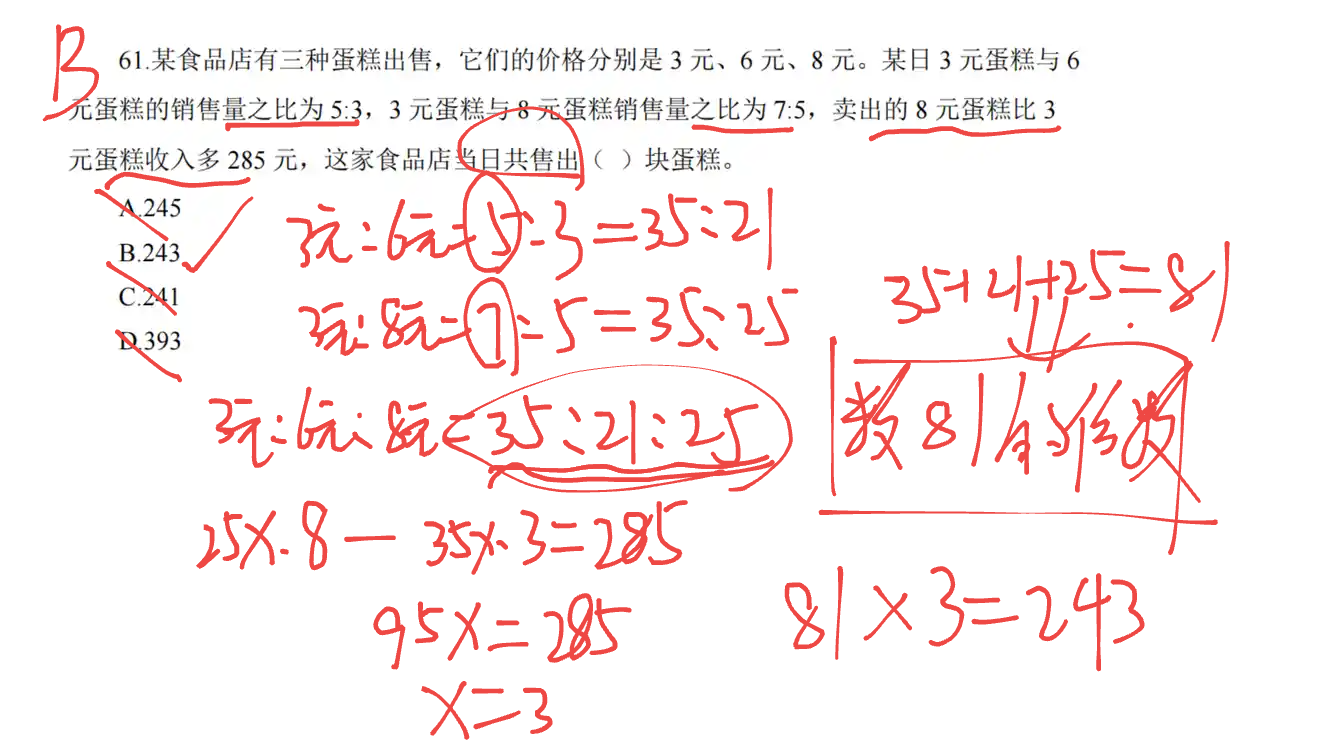 B
61.某食品店有三种蛋糕出售，它们的价格分别是 3 元、6 元、8 元。某日 3 元蛋糕与 6
元蛋糕的销售量之比为 5:3，3 元蛋糕与 8 元蛋糕销售量之比为 7:5，卖出的 8 元蛋糕比 3
元蛋糕收入多 285 元，这家食品店当日共售出（ ）块蛋糕。
A.245
B.243
C.241
D.393
3元:6元=5:3=35:21
3元:8元=7:5=35:25
3元:6元:8元=35:21:25
25x·8-35x·3=285
95x=285
x=3
35+21+25=81
数 81 的倍数
81×3=243